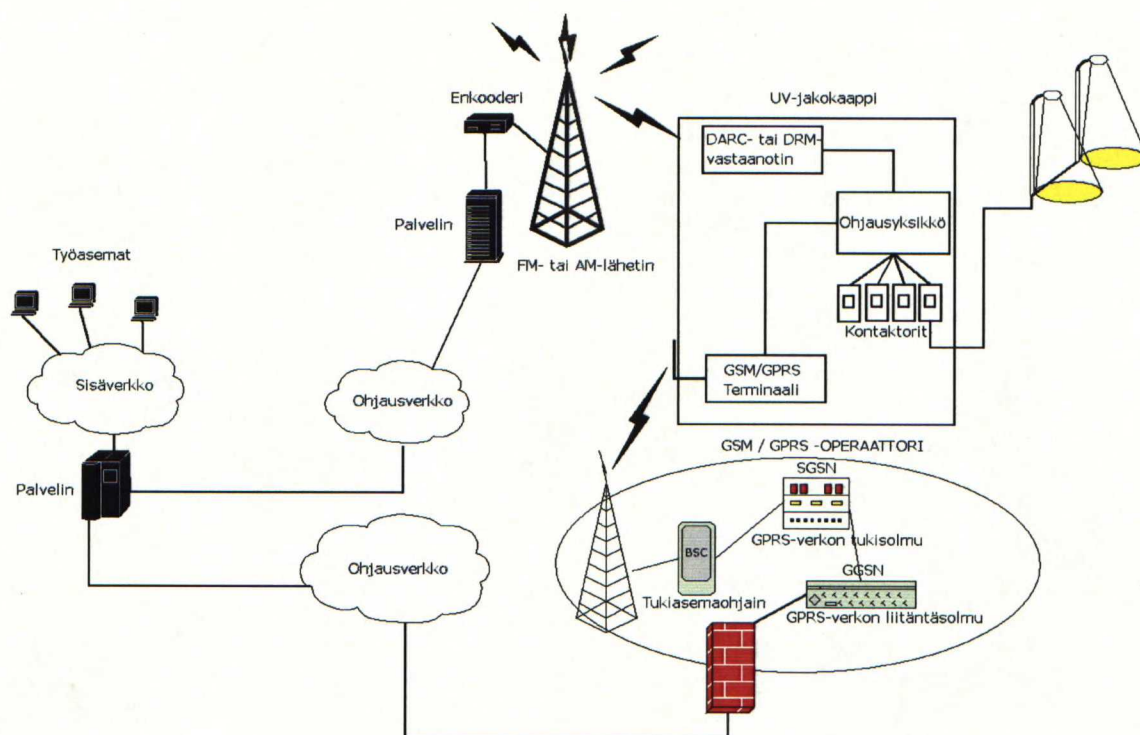 Enkooderi
UV-jakokaappi
DARC- tai DRM-
vastaanotin
Palvelin
Ohjausyksikkö
Työasemat
FM- tai AM-lähetin
Kontaktorit
Sisäverkko
Ohjausverkko
GSM/GPRS
Terminaali
GSM / GPRS -OPERAATTORI
SGSN
Palvelin
GPRS-verkon tukisolmu
BSC
Ohjausverkko
GGSN
Tukiasemaohjain
GPRS-verkon liitäntäsolmu